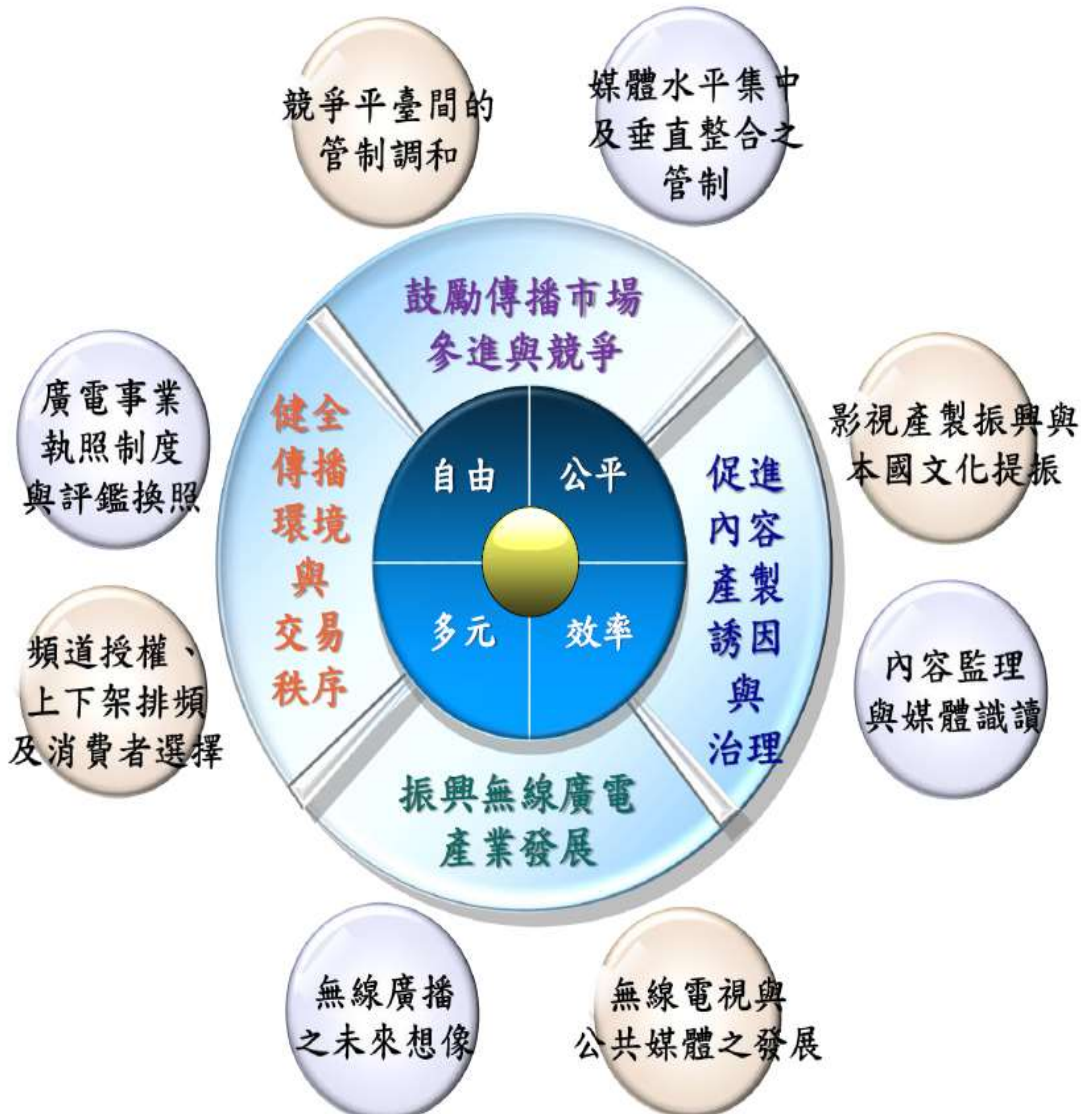 競爭平臺間的
管制調和
媒體水平集中
及垂直整合之
管制
鼓勵傳播市場
參進與競爭
廣電事業
執照制度
與評鑑換照
健全
傳播
環境
與
交易
秩序
自由
公平
多元
效率
促進
內容
產製
誘因
與
治理
影視產製振興與
本國文化提振
頻道授權、
上下架排頻
及消費者選擇
內容監理
與媒體識讀
振興無線廣電
產業發展
無線廣播
之未來想像
無線電視與
公共媒體之發展